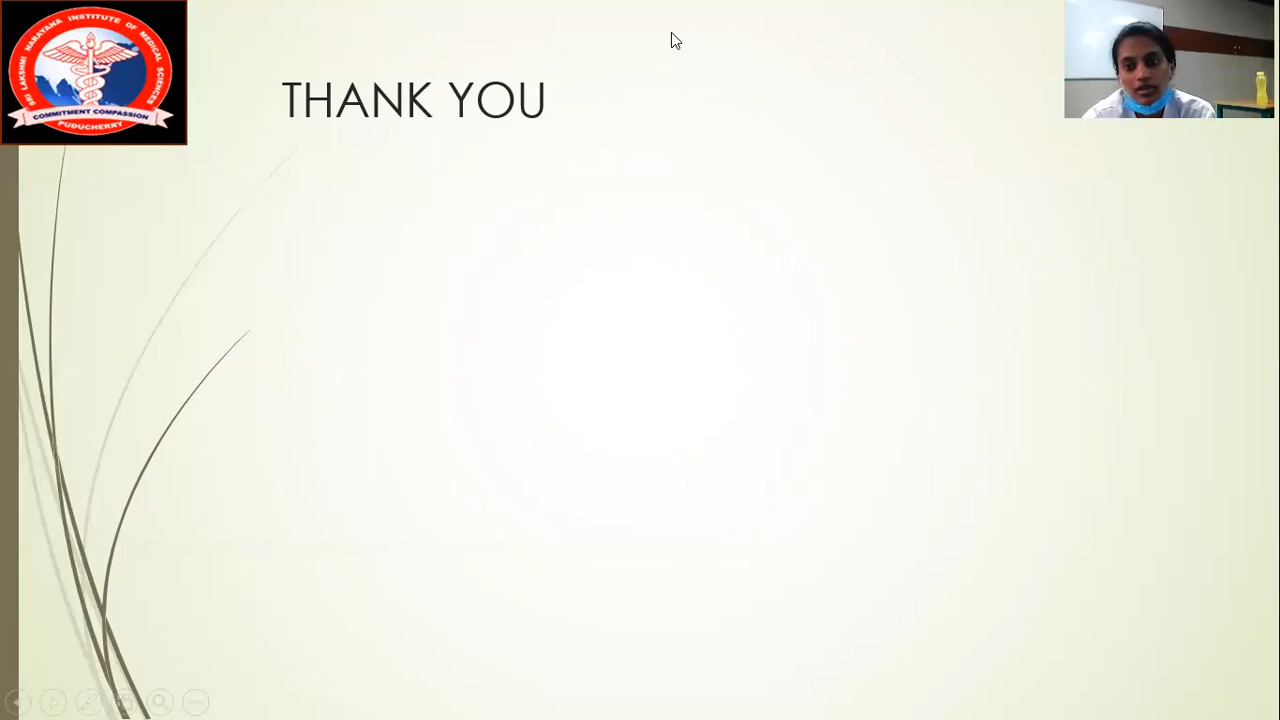 SRI LAKSHMI NARAYANA INSTITUTE OF MEDICAL SCIENCES
COMMITMENT COMPASSION
PUDUCHERRY
THANK YOU